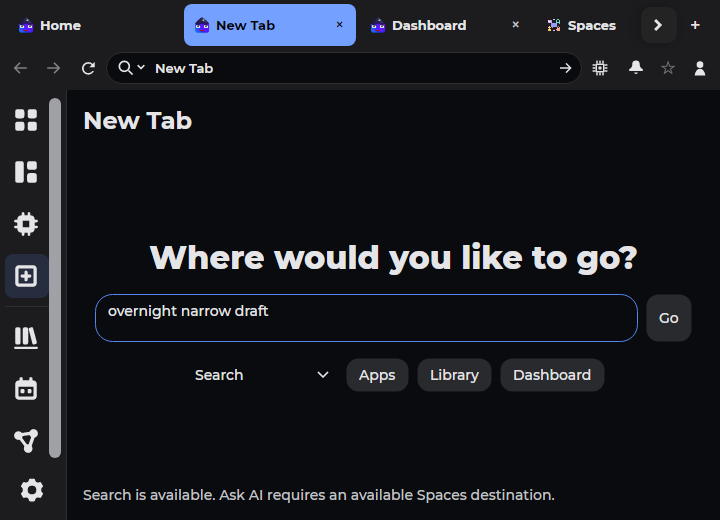 Home
New Tab ×
Dashboard ×
Spaces
+
New Tab
New Tab
Where would you like to go?
overnight narrow draft
Go
Search
Apps
Library
Dashboard
Search is available. Ask AI requires an available Spaces destination.